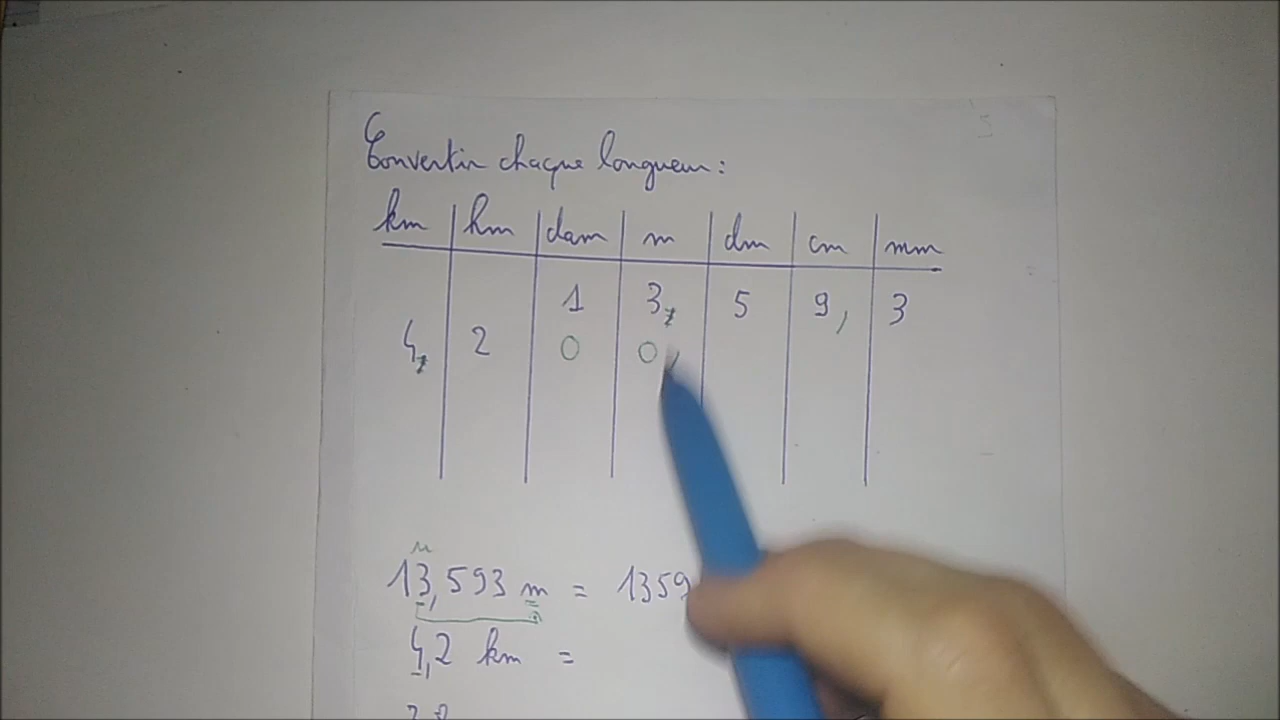 Convertir chaque longueur :
km hm dam m dm cm mm
1 3, 5 9, 3
4, 2 0 0,
u
13,593 m = 1359
4,2 km =